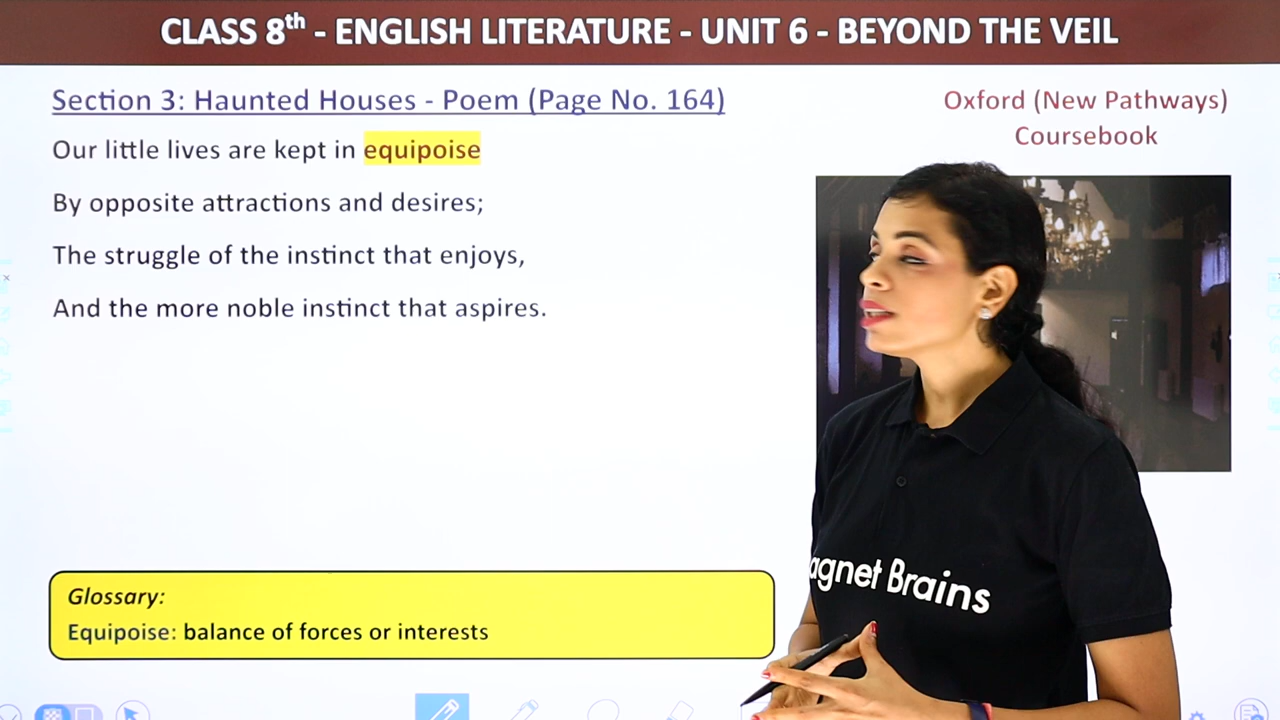 CLASS 8th - ENGLISH LITERATURE - UNIT 6 - BEYOND THE VEIL
Section 3: Haunted Houses - Poem (Page No. 164)
Oxford (New Pathways)
Coursebook
Our little lives are kept in equipoise
By opposite attractions and desires;
The struggle of the instinct that enjoys,
And the more noble instinct that aspires.
agnet Brains
Glossary:
Equipoise: balance of forces or interests